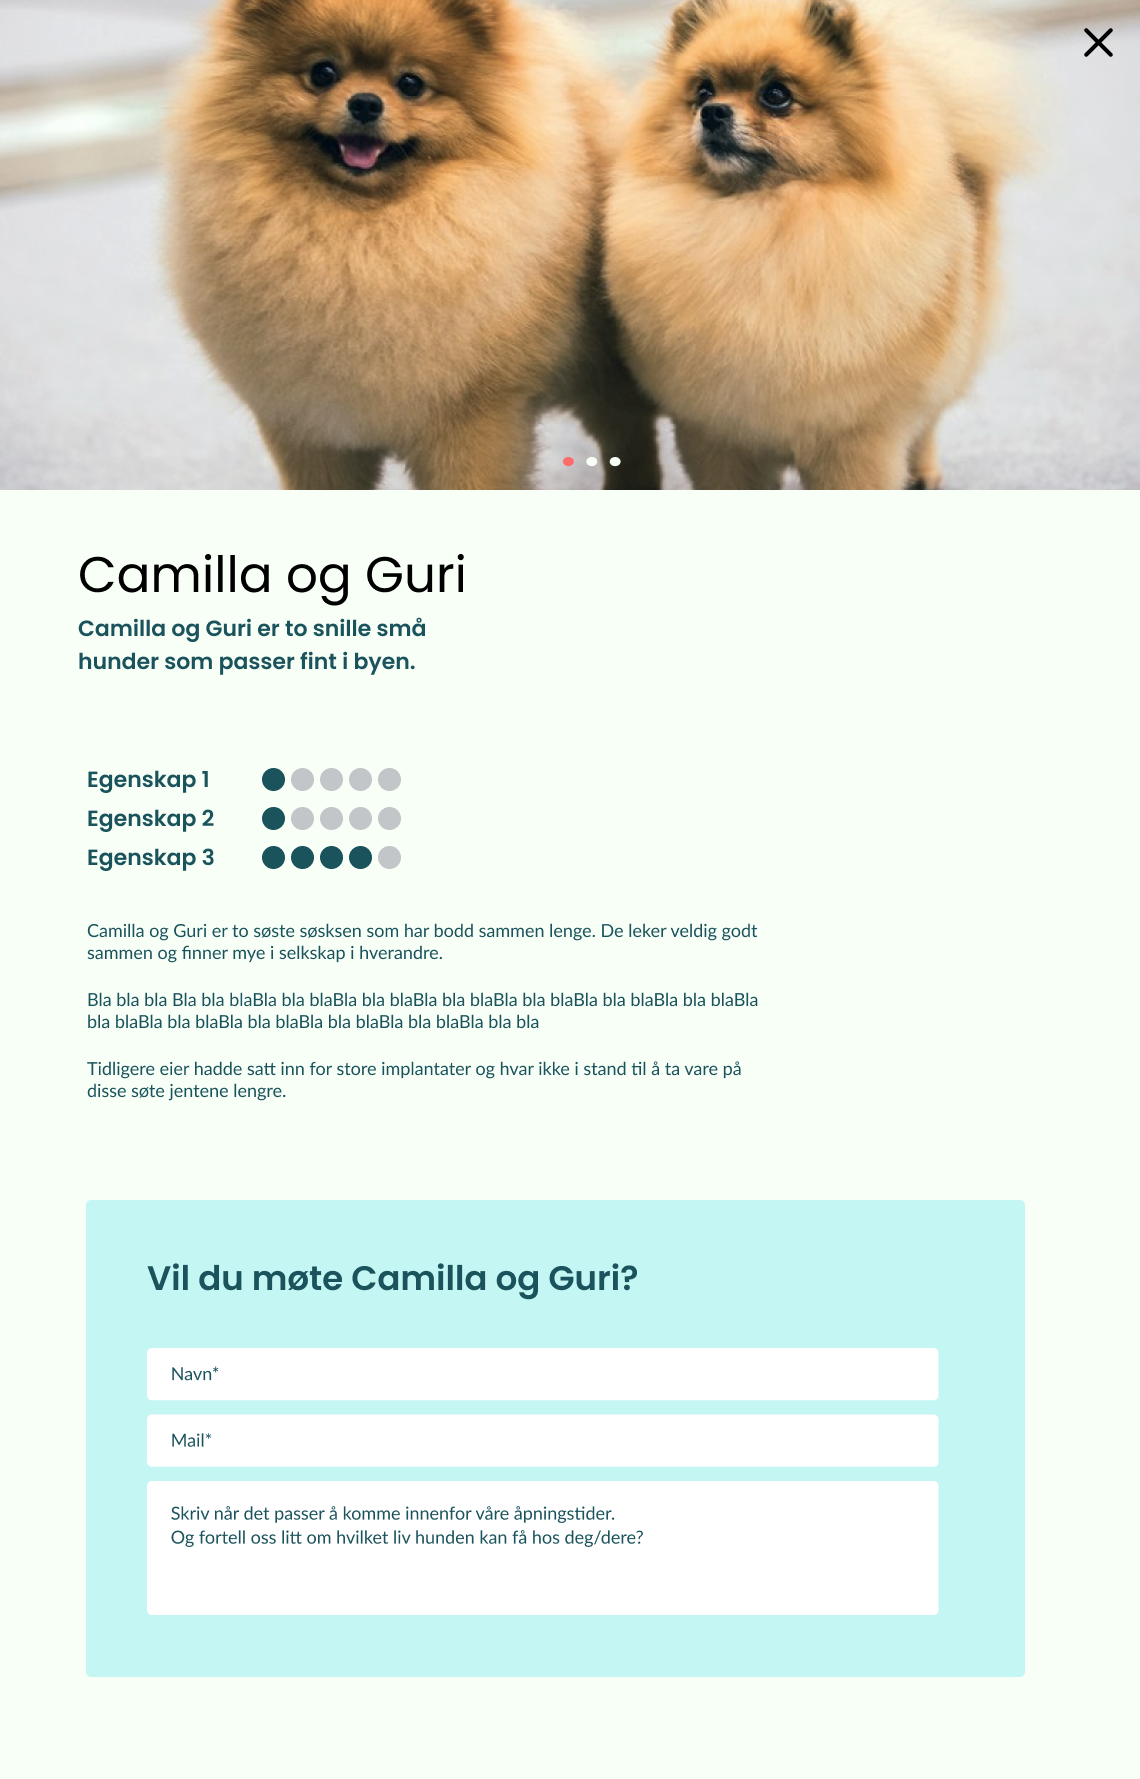 Camilla og Guri
Camilla og Guri er to snille små
hunder som passer fint i byen.
Egenskap 1
Egenskap 2
Egenskap 3
Camilla og Guri er to søste søsksen som har bodd sammen lenge. De leker veldig godt
sammen og finner mye i selkskap i hverandre.
Bla bla bla Bla bla blaBla bla blaBla bla blaBla bla blaBla bla blaBla bla blaBla bla blaBla
bla blaBla bla blaBla bla blaBla bla blaBla bla blaBla bla bla
Tidligere eier hadde satt inn for store implantater og hvar ikke i stand til å ta vare på
disse søte jentene lengre.
Vil du møte Camilla og Guri?
Navn*
Mail*
Skriv når det passer å komme innenfor våre åpningstider.
Og fortell oss litt om hvilket liv hunden kan få hos deg/dere?